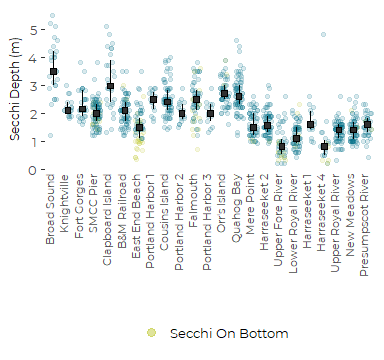 Secchi Depth (m)
5
4
3
2
1
0
Broad Sound
Knightville
Fort Gorges
SMCC Pier
Clapboard Island
B&M Railroad
East End Beach
Portland Harbor 1
Cousins Island
Portland Harbor 2
Falmouth
Portland Harbor 3
Orrs Island
Quahog Bay
Mere Point
Harraseeket 2
Upper Fore River
Lower Royal River
Harraseeket 1
Harraseeket 4
Upper Royal River
New Meadows
Presumpscot River
Secchi On Bottom